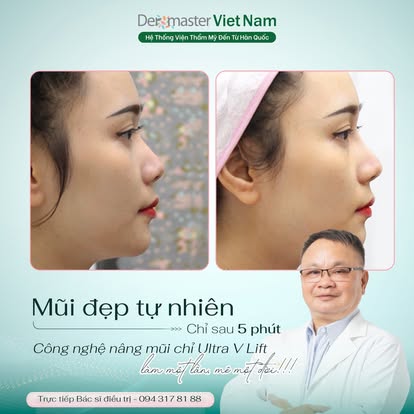 Dermaster Viet Nam
Hệ Thống Viện Thẩm Mỹ Đến Từ Hàn Quốc
Mũi đẹp tự nhiên
>>> Chỉ sau 5 phút
Công nghệ nâng mũi chỉ Ultra V Lift
làm một lần, mê một đời!!!
Trực tiếp Bác sĩ điều trị - 094 317 81 88